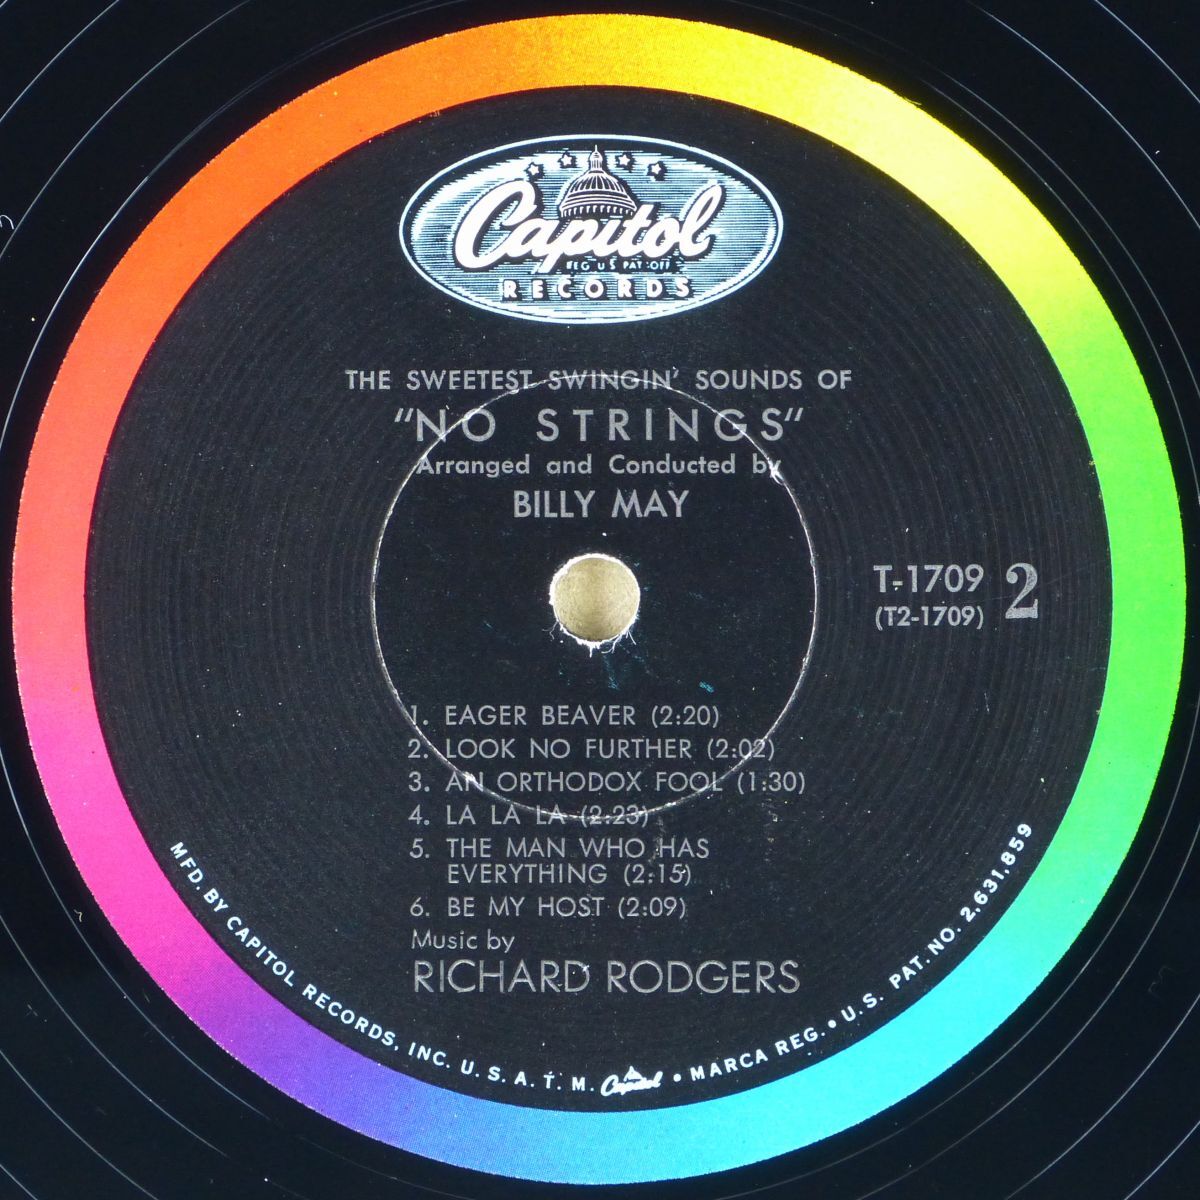 Capitol
REG U S PAT OFF
RECORDS
THE SWEETEST SWINGIN' SOUNDS OF
"NO STRINGS"
Arranged and Conducted by
BILLY MAY
T-1709
(T2-1709)
2
1. EAGER BEAVER (2:20)
2. LOOK NO FURTHER (2:02)
3. AN ORTHODOX FOOL (1:30)
4. LA LA LA (2:23)
5. THE MAN WHO HAS
EVERYTHING (2:15)
6. BE MY HOST (2:09)
Music by
RICHARD RODGERS
MFD. BY CAPITOL RECORDS, INC. U. S. A. T. M. Capitol • MARCA REG. • U. S. PAT. NO. 2,631,859